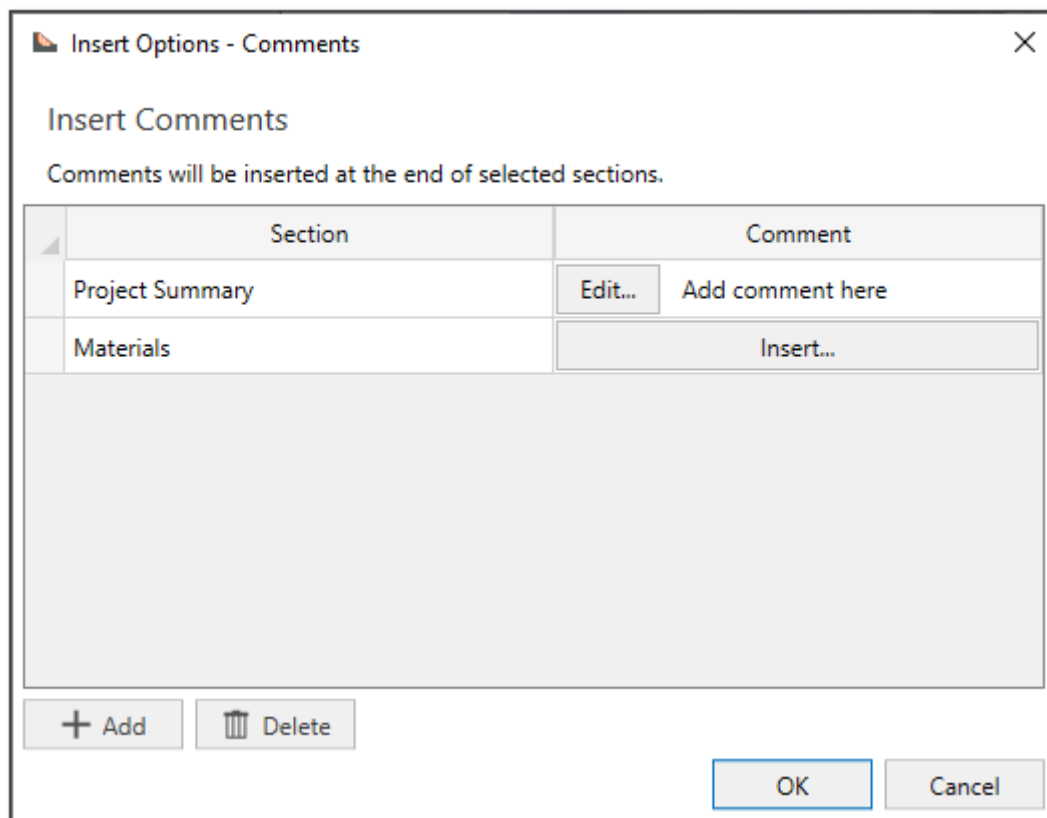 Insert Options - Comments
Insert Comments
Comments will be inserted at the end of selected sections.
Section Comment
Project Summary Edit... Add comment here
Materials Insert...
Add Delete
OK Cancel